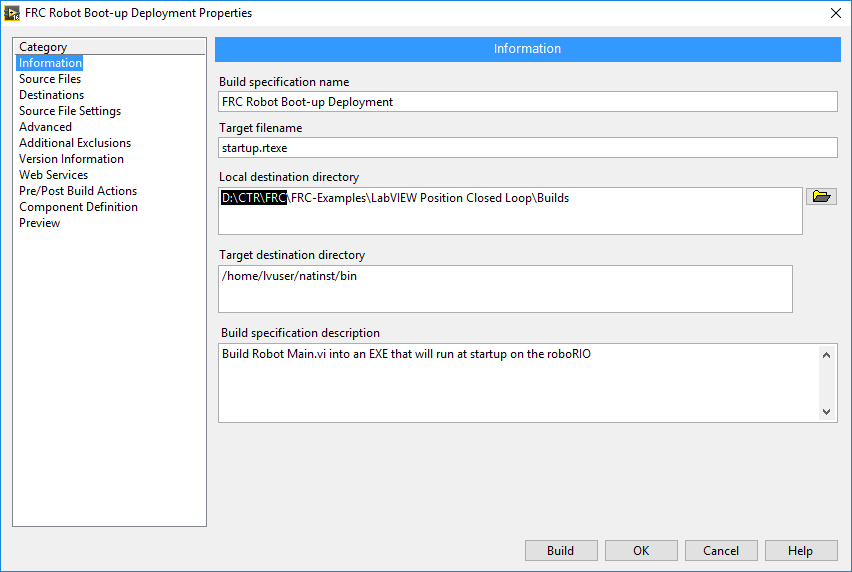 FRC Robot Boot-up Deployment Properties
Category
Information
Source Files
Destinations
Source File Settings
Advanced
Additional Exclusions
Version Information
Web Services
Pre/Post Build Actions
Component Definition
Preview
Information
Build specification name
FRC Robot Boot-up Deployment
Target filename
startup.rtexe
Local destination directory
D:\CTR\FRC\FRC-Examples\LabVIEW Position Closed Loop\Builds
Target destination directory
/home/lvuser/natinst/bin
Build specification description
Build Robot Main.vi into an EXE that will run at startup on the roboRIO
Build OK Cancel Help